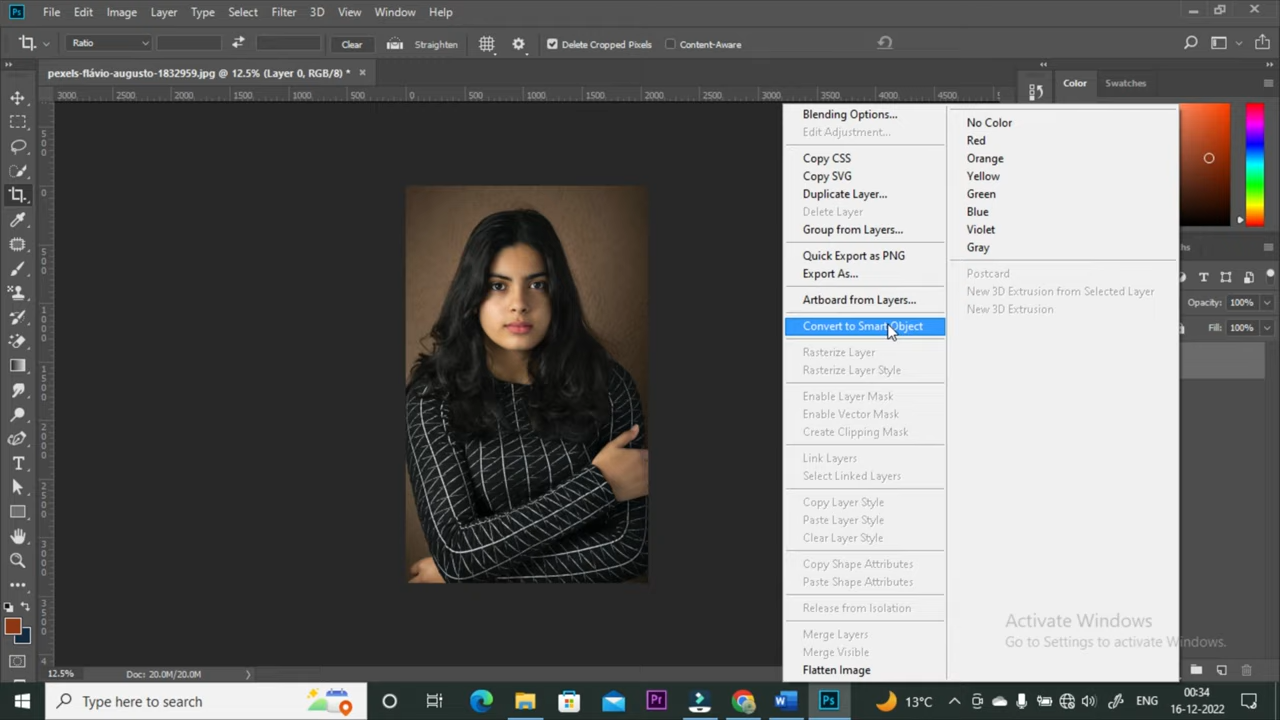 Ps File Edit Image Layer Type Select Filter 3D View Window Help
Ratio Clear Straighten Delete Cropped Pixels Content-Aware
pexels-flávio-augusto-1832959.jpg @ 12.5% (Layer 0, RGB/8) *
Color Swatches
3000. 2500. 2000. 1500. 1000. 500. 0 500. 1000. 1500. 2000. 2500. 3000. 3500. 4000. 4500.
Blending Options...
Edit Adjustment...
Copy CSS
Copy SVG
Duplicate Layer...
Delete Layer
Group from Layers...
Quick Export as PNG
Export As...
Artboard from Layers...
Convert to Smart Object
Rasterize Layer
Rasterize Layer Style
Enable Layer Mask
Enable Vector Mask
Create Clipping Mask
Link Layers
Select Linked Layers
Copy Layer Style
Paste Layer Style
Clear Layer Style
Copy Shape Attributes
Paste Shape Attributes
Release from Isolation
Merge Layers
Merge Visible
Flatten Image
No Color
Red
Orange
Yellow
Green
Blue
Violet
Gray
Postcard
New 3D Extrusion from Selected Layer
New 3D Extrusion
Opacity: 100%
Fill: 100%
Activate Windows
Go to Settings to activate Windows.
12.5% Doc: 20.0M/20.0M
Type here to search
Pr
Ps
13°C
ENG
00:34
16-12-2022